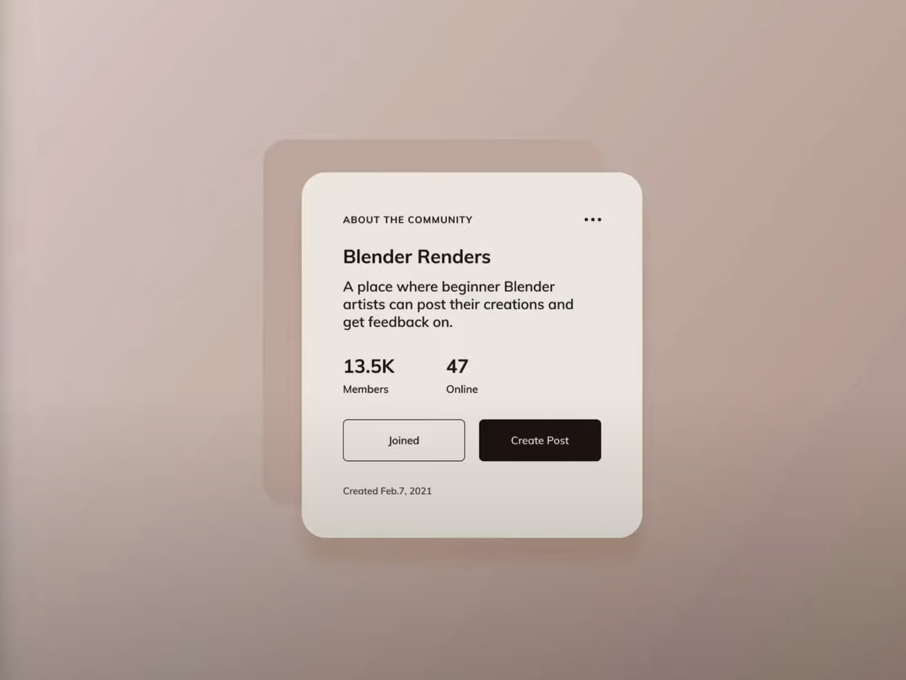 ABOUT THE COMMUNITY
Blender Renders
A place where beginner Blender
artists can post their creations and
get feedback on.
13.5K 47
Members Online
Joined Create Post
Created Feb.7, 2021